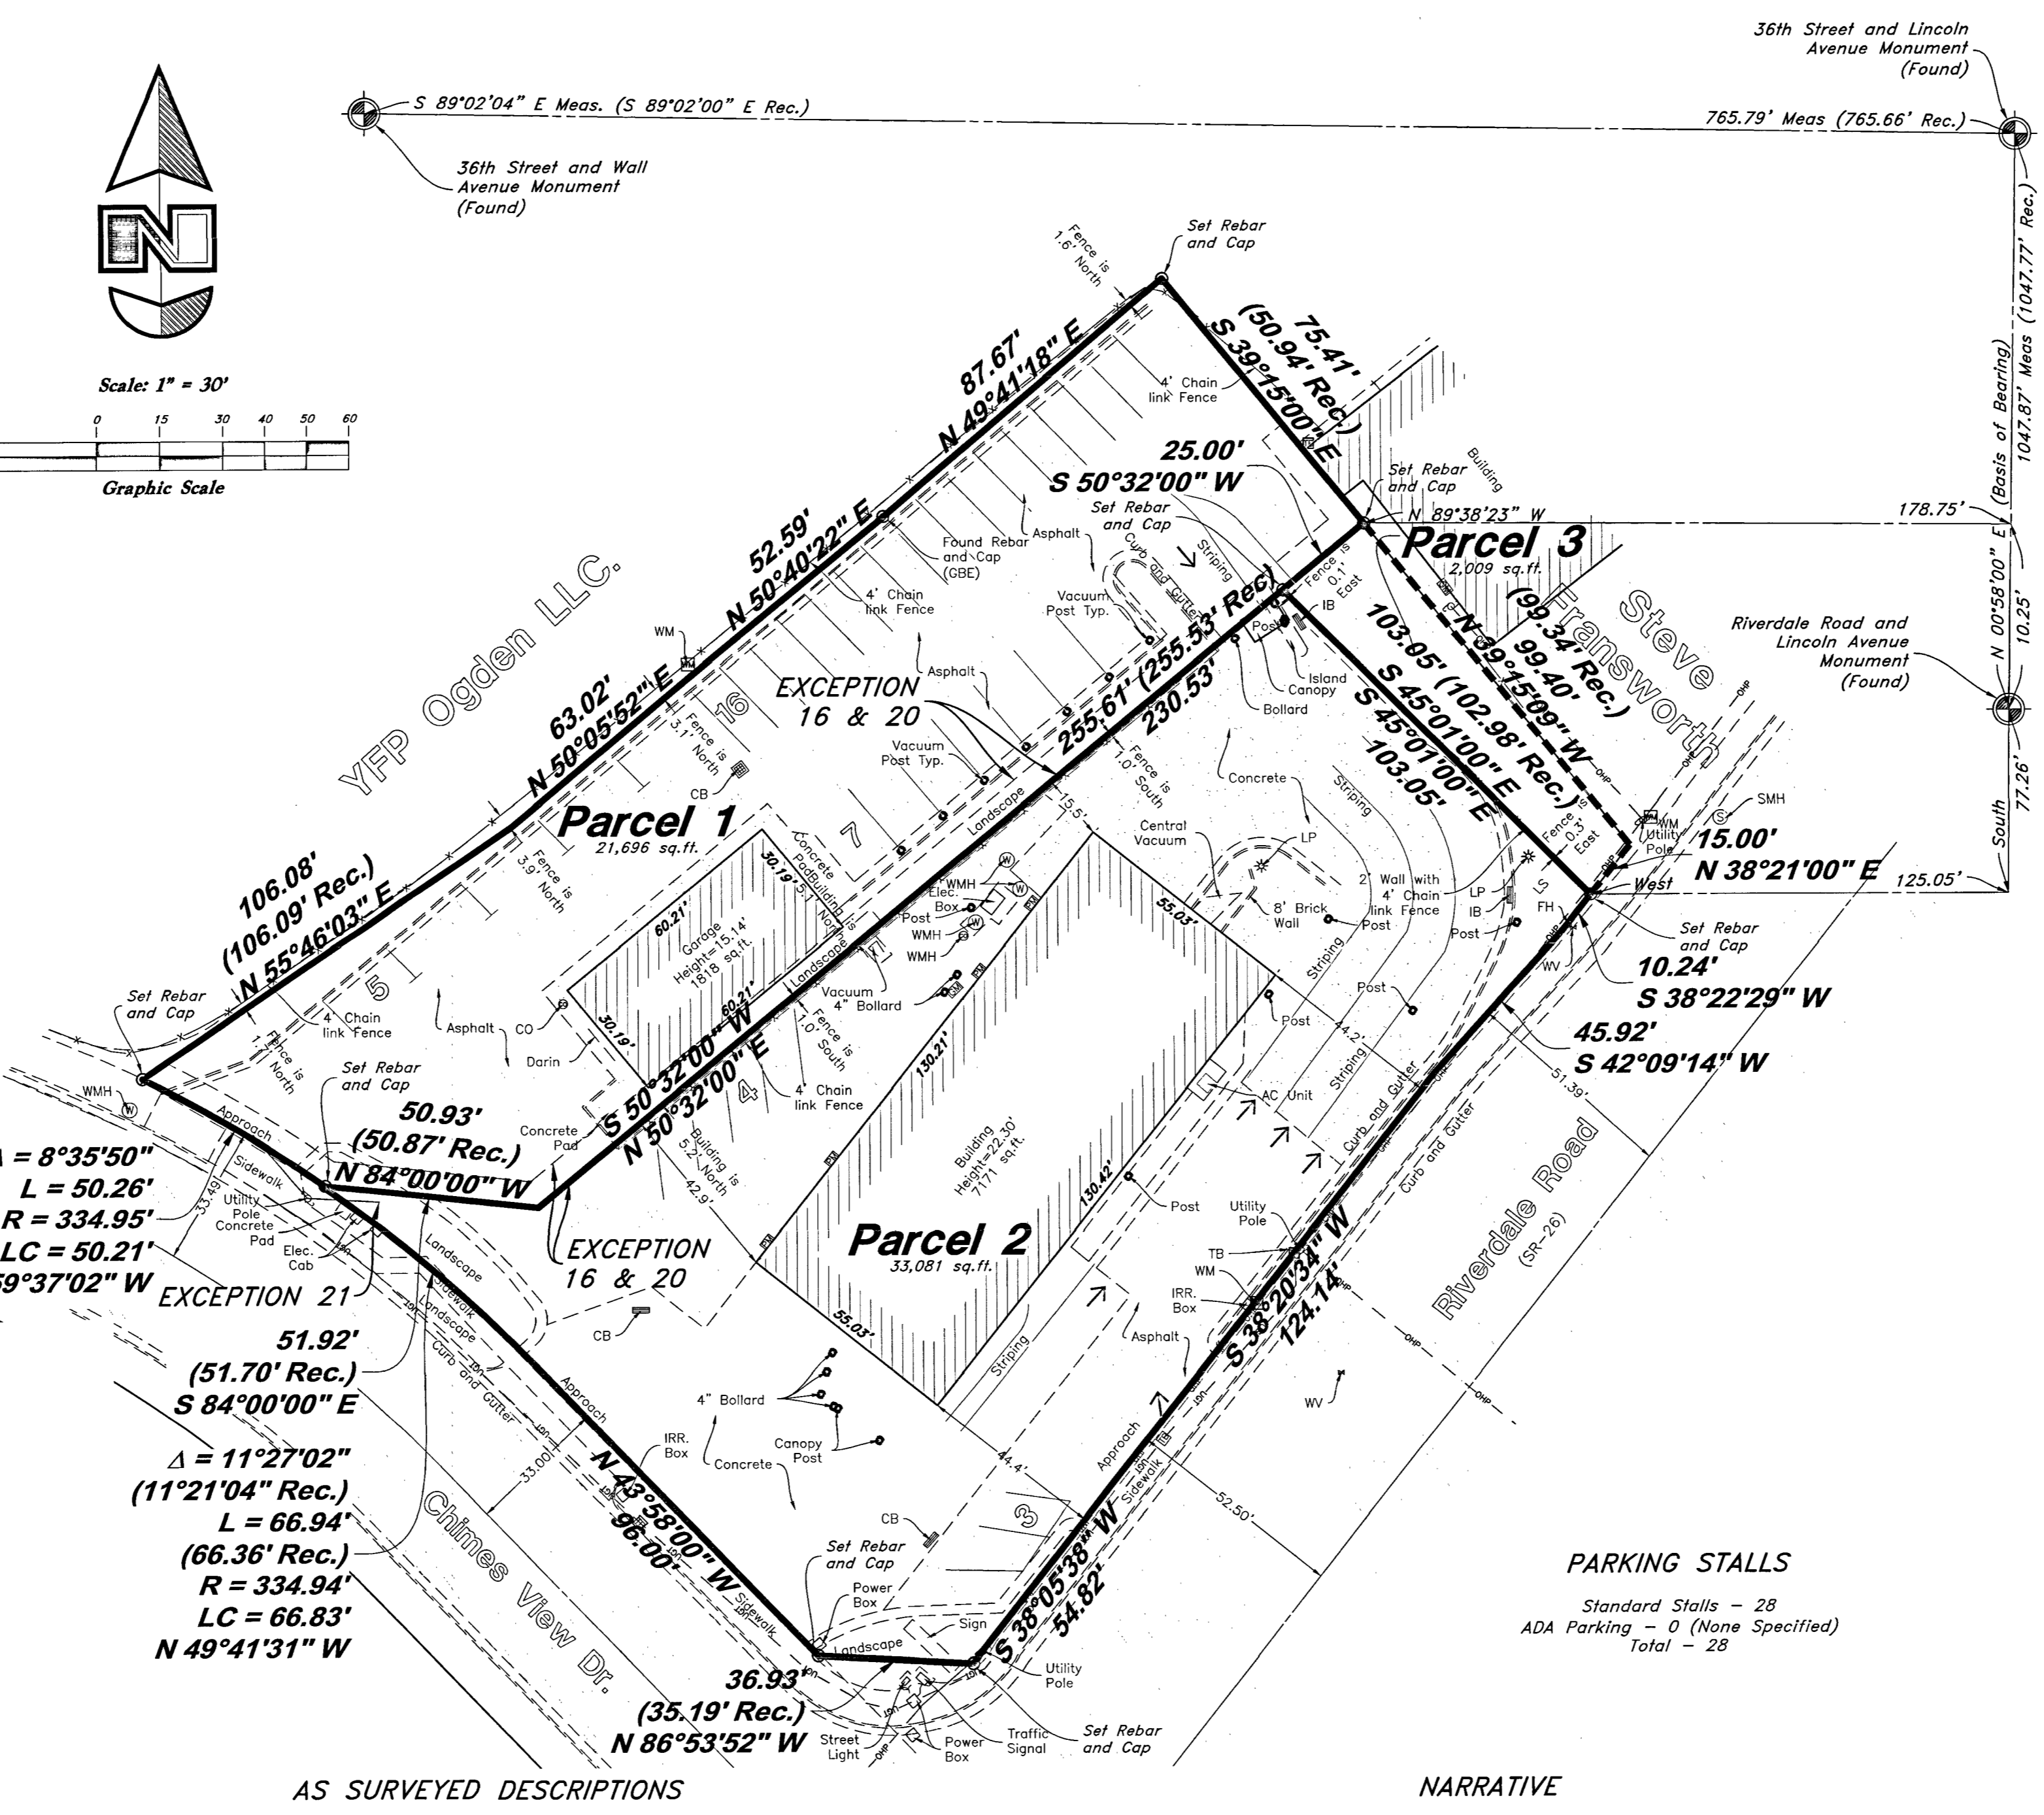 36th Street and Lincoln
Avenue Monument
(Found)
S 89°02'04" E Meas. (S 89°02'00" E Rec.)
765.79' Meas (765.66' Rec.)
36th Street and Wall
Avenue Monument
(Found)
N
Scale: 1" = 30'
0 15 30 40 50 60
Graphic Scale
1047.87' Meas (1047.77' Rec.)
N 00°58'00" E (Basis of Bearing)
178.75'
10.25'
Riverdale Road and
Lincoln Avenue
Monument
(Found)
77.26'
South
125.05'
West
Set Rebar
and Cap
Fence is
1.6' North
87.67'
N 49°41'18" E
75.41'
(50.94' Rec.)
S 39°15'00" E
4' Chain
link Fence
Building
25.00'
S 50°32'00" W
Set Rebar
and Cap
Set Rebar
and Cap
N 89°38'23" W
Parcel 3
2,009 sq.ft.
52.59'
N 50°40'22" E
Found Rebar
and Cap
(GBE)
Asphalt
Curb and Gutter
Striping
Fence is
0.1'
East
IB
Post
Island
Canopy
Bollard
4' Chain
link Fence
Vacuum
Post Typ.
Asphalt
YFP Ogden LLC.
WM
WM
63.02'
N 50°05'52" E
Fence is
3.1' North
16
EXCEPTION
16 & 20
255.61' (255.53' Rec)
230.53'
Steve
Fransworth
(99.34' Rec.)
99.40'
N 39°15'09" W
103.05' (102.98' Rec.)
S 45°01'00" E
S 45°01'00" E
103.05'
Vacuum
Post Typ.
CB
Parcel 1
21,696 sq.ft.
7
Landscape
Fence is
1.0' South
15.5'
Concrete
Striping
Central
Vacuum
LP
2' Wall with
4' Chain
link Fence
8' Brick
Wall
Post
LP
IB
Post
Fence is
0.3'
East
LS
FH
WV
WM
Utility
Pole
SMH
S
15.00'
N 38°21'00" E
Set Rebar
and Cap
10.24'
S 38°22'29" W
45.92'
S 42°09'14" W
106.08'
(106.09' Rec.)
N 55°46'03" E
Fence is
3.9' North
Concrete
Pad
Building is
5.1' North
30.19'
60.21'
Garage
Height=15.14'
1818 sq.ft.
60.21'
30.19'
Elec.
Box
WMH
Post
WMH
WMH
Landscape
Vacuum
4" Bollard
5
Set Rebar
and Cap
4' Chain
link Fence
Asphalt
CO
Darin
Fence is
1.0' South
4
4' Chain
link Fence
55.03'
130.21'
Building
Height=22.30'
7171 sq.ft.
130.42'
55.03'
Post
Post
Striping
44.2'
Striping
AC Unit
51.39'
Curb and Gutter
Curb and Gutter
WMH
W
Approach
Sidewalk
33.49'
Set Rebar
and Cap
50.93'
(50.87' Rec.)
N 84°00'00" W
Concrete
Pad
S 50°32'00" W
N 50°32'00" E
Building is
5.2' North
42.9'
= 8°35'50"
L = 50.26'
R = 334.95'
LC = 50.21'
9°37'02" W
Utility
Pole
Concrete
Pad
Elec.
Cab
EXCEPTION 21
Landscape
Sidewalk
Landscape
Curb and Gutter
EXCEPTION
16 & 20
CB
Parcel 2
33,081 sq.ft.
Post
Utility
Pole
TB
WM
IRR.
Box
Asphalt
S 38°20'34" W
124.14'
Riverdale Road
(SR-26)
OHP
WV
51.92'
(51.70' Rec.)
S 84°00'00" E
Δ = 11°27'02"
(11°21'04" Rec.)
L = 66.94'
(66.36' Rec.)
R = 334.94'
LC = 66.83'
N 49°41'31" W
33.00'
Approach
IRR.
Box
4" Bollard
Canopy
Post
Concrete
Striping
44.4'
Approach
Sidewalk
52.50'
N 43°58'00" W
96.00'
Chimes View Dr.
Sidewalk
CB
3
Set Rebar
and Cap
Power
Box
Landscape
Sign
S 38°05'38" W
54.82'
36.93'
(35.19' Rec.)
N 86°53'52" W
Street
Light
Power
Box
Traffic
Signal
Utility
Pole
Set Rebar
and Cap
PARKING STALLS
Standard Stalls - 28
ADA Parking - 0 (None Specified)
Total - 28
AS SURVEYED DESCRIPTIONS
NARRATIVE